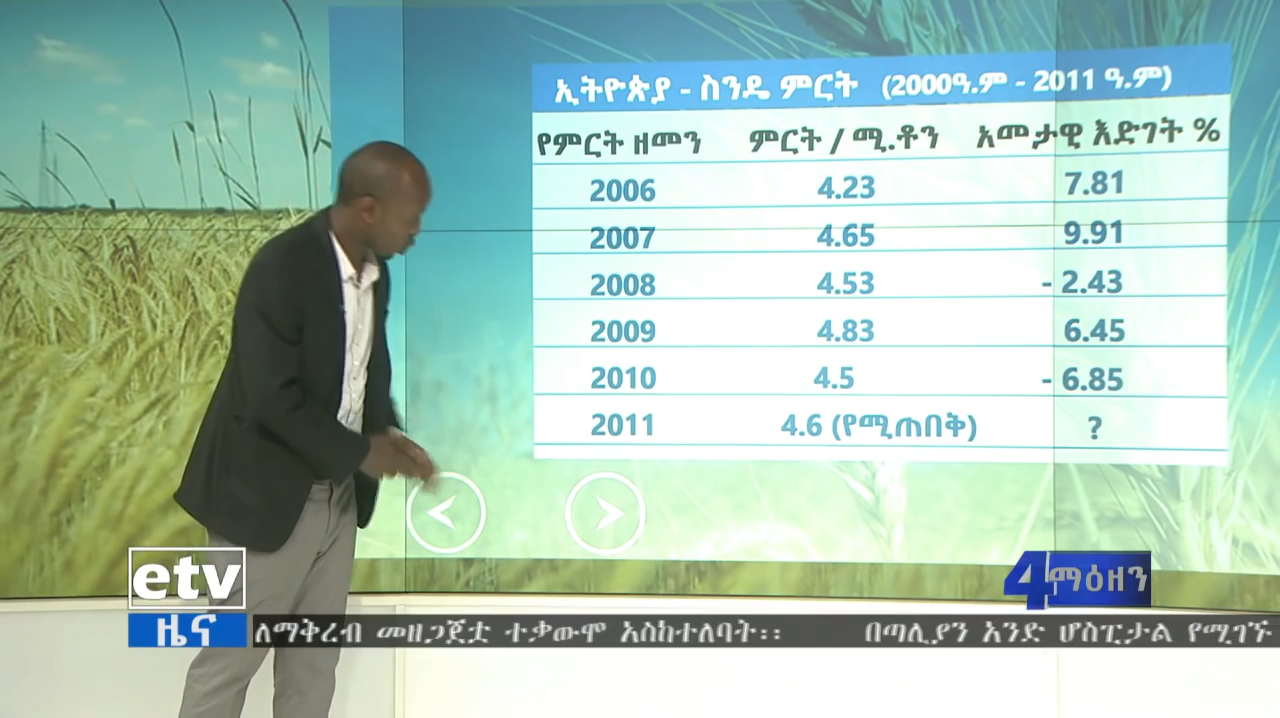 ኢትዮጵያ - ስንዴ ምርት (2000ዓ.ም - 2011 ዓ.ም)
የምርት ዘመን ምርት / ሚ.ቶን አመታዊ እድገት %
2006 4.23 7.81
2007 4.65 9.91
2008 4.53 - 2.43
2009 4.83 6.45
2010 4.5 - 6.85
2011 4.6 (የሚጠበቅ) ?
etv
ዜና
4ማዕዘን
ለማቅረብ መዘጋጀቷ ተቃውሞ አስከተለባት፡፡ በጣሊያን አንድ ሆስፒታል የሚገኙ